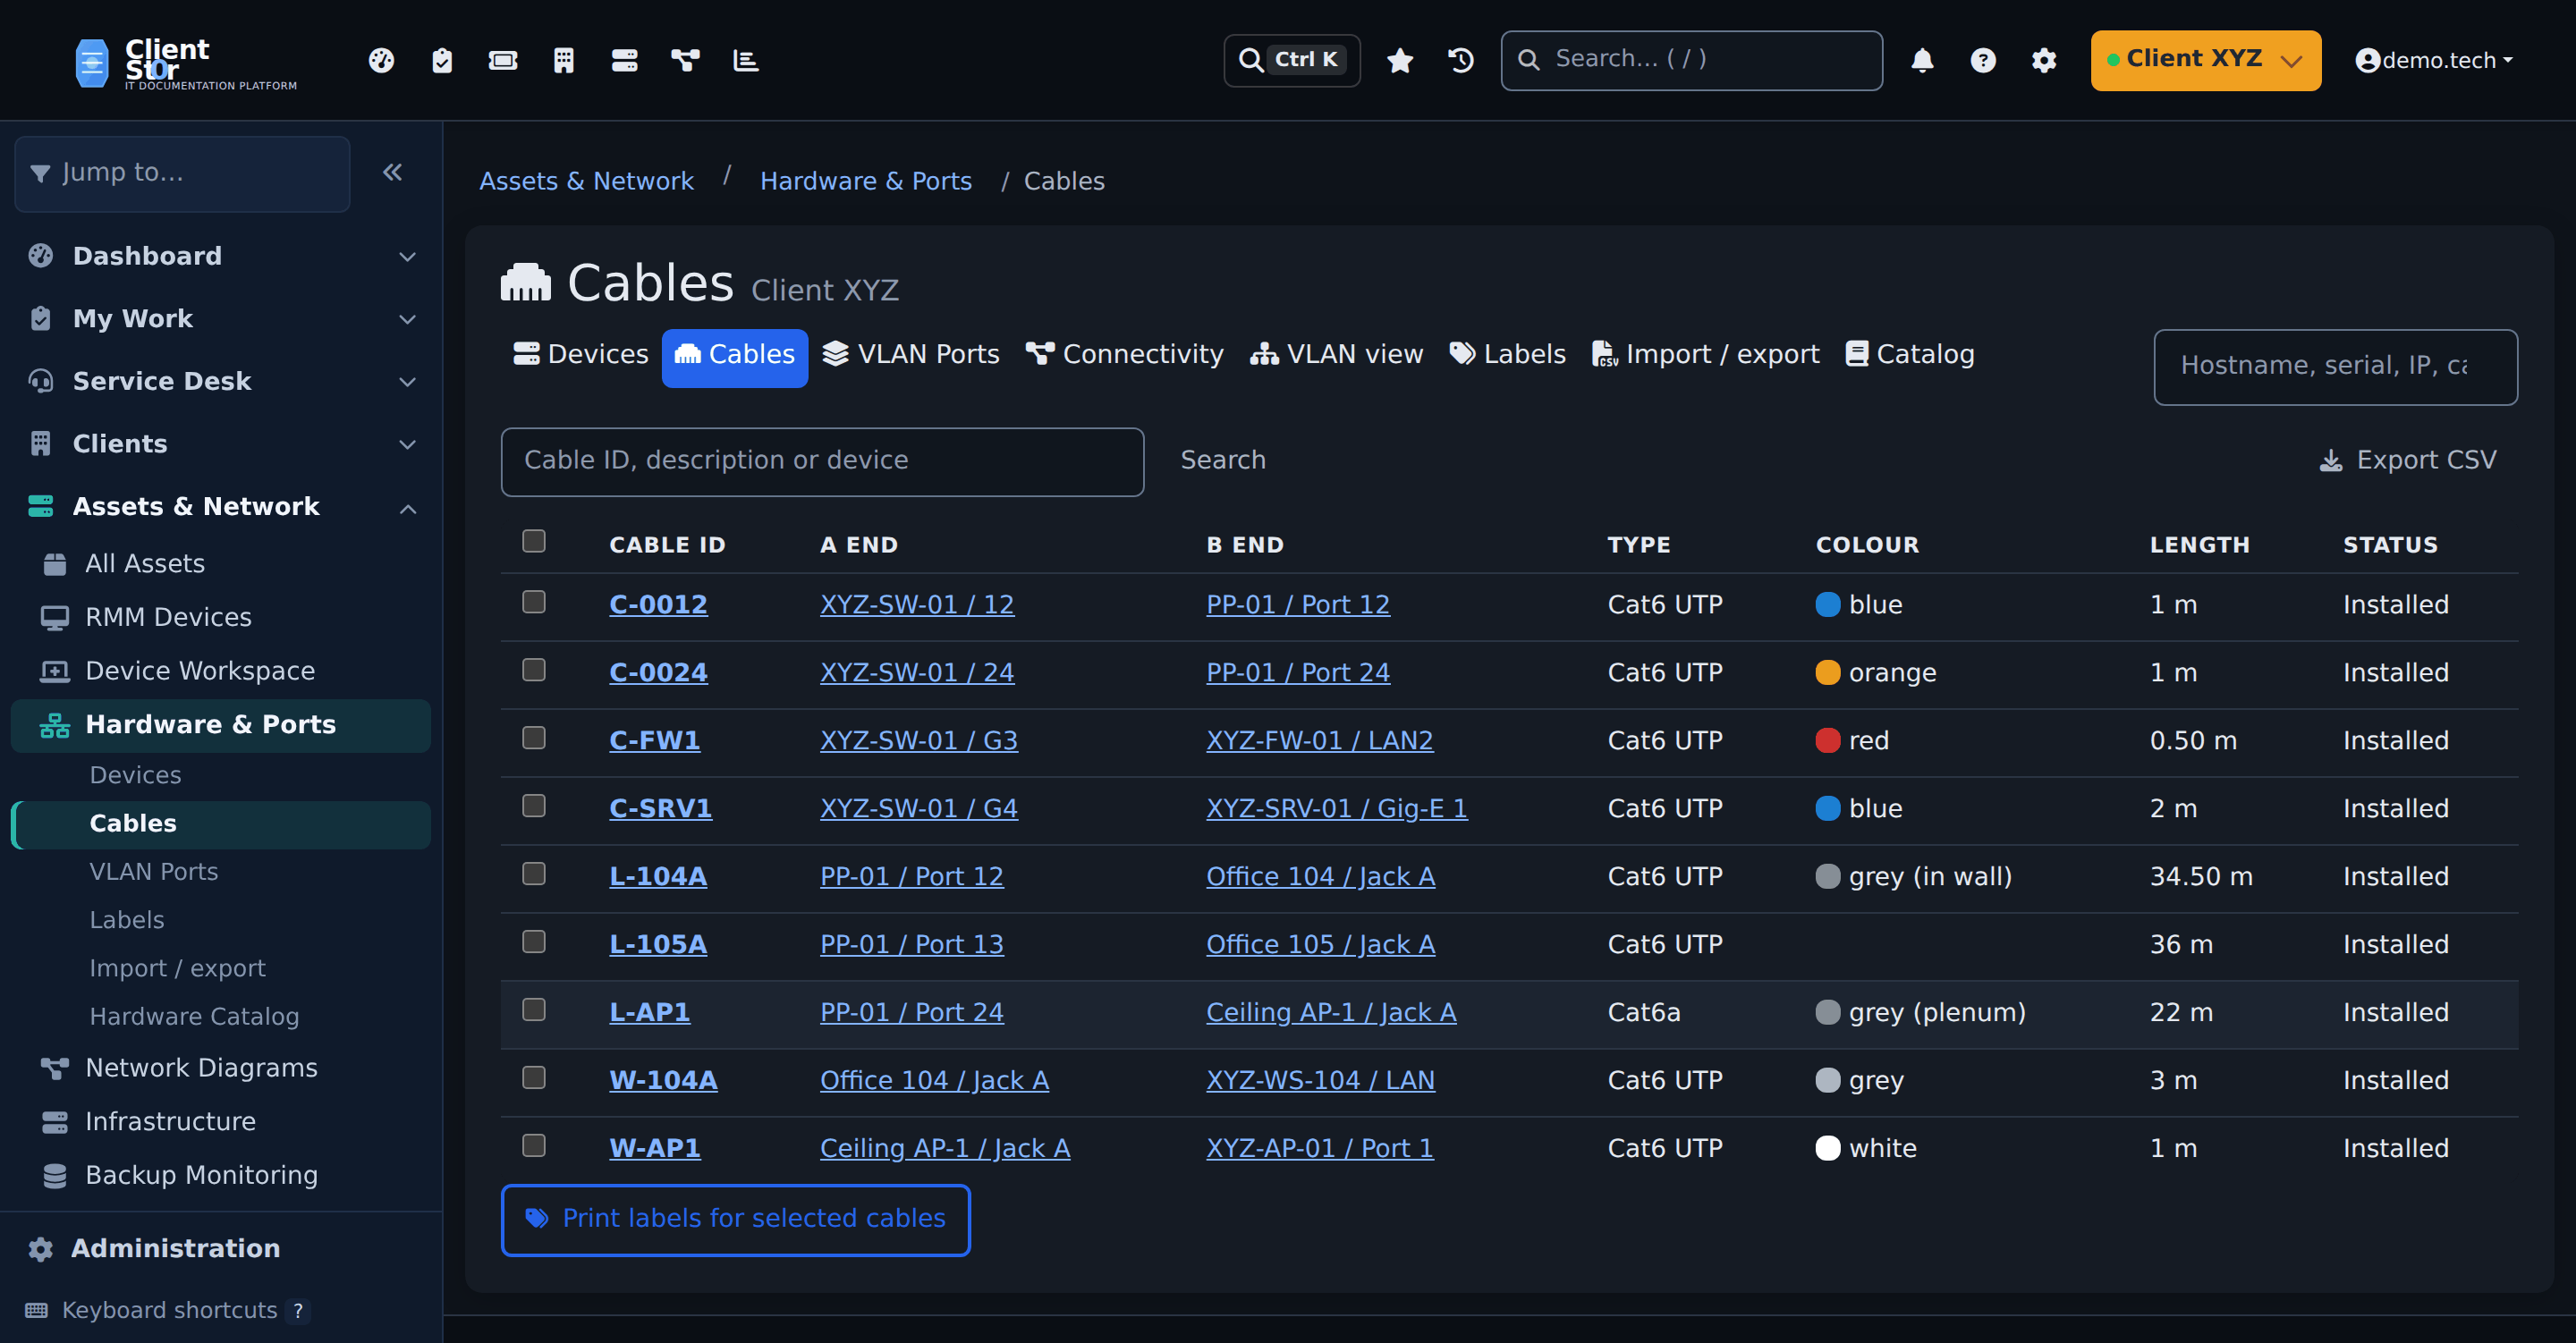 Client
St0r
IT DOCUMENTATION PLATFORM
Ctrl K
Search... ( / )
Client XYZ
demo.tech
Jump to...
Dashboard
My Work
Service Desk
Clients
Assets & Network
All Assets
RMM Devices
Device Workspace
Hardware & Ports
Devices
Cables
VLAN Ports
Labels
Import / export
Hardware Catalog
Network Diagrams
Infrastructure
Backup Monitoring
Administration
Keyboard shortcuts ?
Assets & Network / Hardware & Ports / Cables
Cables Client XYZ
Devices Cables VLAN Ports Connectivity VLAN view Labels Import / export Catalog Hostname, serial, IP, ca
Cable ID, description or device Search Export CSV
CABLE ID A END B END TYPE COLOUR LENGTH STATUS
C-0012 XYZ-SW-01 / 12 PP-01 / Port 12 Cat6 UTP blue 1 m Installed
C-0024 XYZ-SW-01 / 24 PP-01 / Port 24 Cat6 UTP orange 1 m Installed
C-FW1 XYZ-SW-01 / G3 XYZ-FW-01 / LAN2 Cat6 UTP red 0.50 m Installed
C-SRV1 XYZ-SW-01 / G4 XYZ-SRV-01 / Gig-E 1 Cat6 UTP blue 2 m Installed
L-104A PP-01 / Port 12 Office 104 / Jack A Cat6 UTP grey (in wall) 34.50 m Installed
L-105A PP-01 / Port 13 Office 105 / Jack A Cat6 UTP 36 m Installed
L-AP1 PP-01 / Port 24 Ceiling AP-1 / Jack A Cat6a grey (plenum) 22 m Installed
W-104A Office 104 / Jack A XYZ-WS-104 / LAN Cat6 UTP grey 3 m Installed
W-AP1 Ceiling AP-1 / Jack A XYZ-AP-01 / Port 1 Cat6 UTP white 1 m Installed
Print labels for selected cables